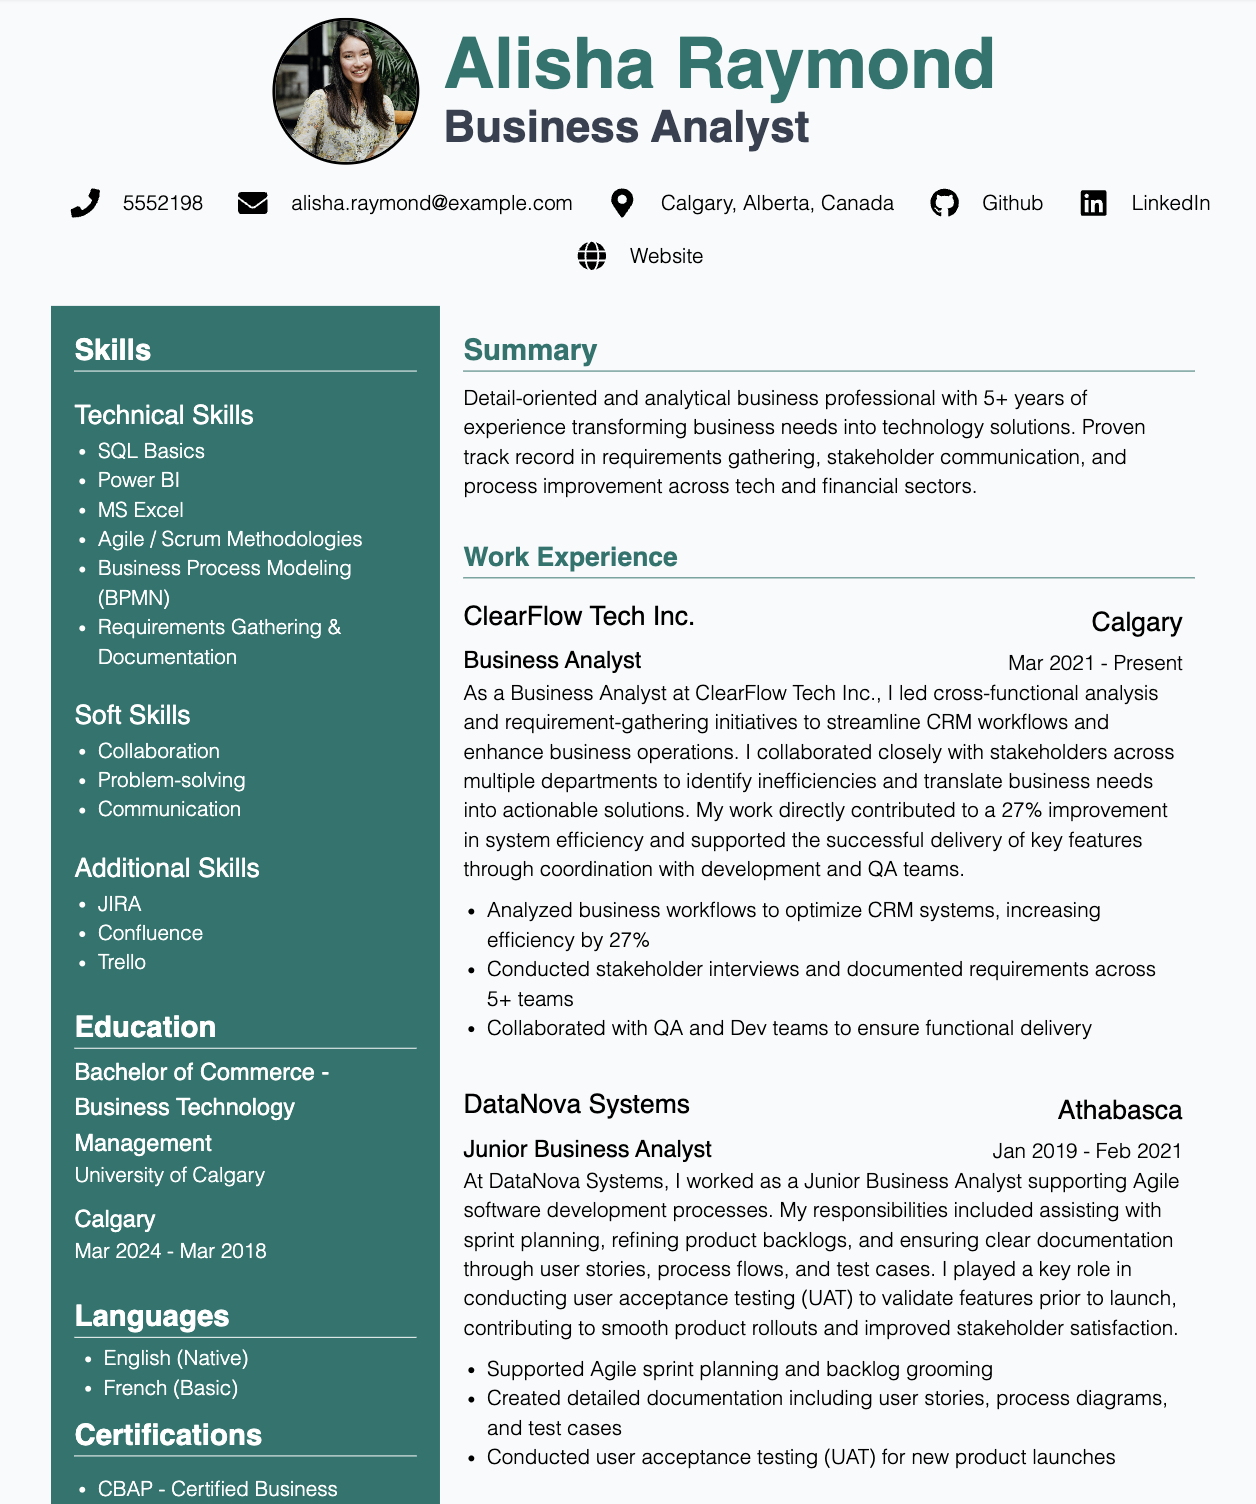 Alisha Raymond
Business Analyst
5552198
alisha.raymond@example.com
Calgary, Alberta, Canada
Github
LinkedIn
Website
Skills
Technical Skills
SQL Basics
Power BI
MS Excel
Agile / Scrum Methodologies
Business Process Modeling
(BPMN)
Requirements Gathering &
Documentation
Soft Skills
Collaboration
Problem-solving
Communication
Additional Skills
JIRA
Confluence
Trello
Education
Bachelor of Commerce -
Business Technology
Management
University of Calgary
Calgary
Mar 2024 - Mar 2018
Languages
English (Native)
French (Basic)
Certifications
CBAP - Certified Business
Summary
Detail-oriented and analytical business professional with 5+ years of
experience transforming business needs into technology solutions. Proven
track record in requirements gathering, stakeholder communication, and
process improvement across tech and financial sectors.
Work Experience
ClearFlow Tech Inc.
Calgary
Business Analyst
Mar 2021 - Present
As a Business Analyst at ClearFlow Tech Inc., I led cross-functional analysis
and requirement-gathering initiatives to streamline CRM workflows and
enhance business operations. I collaborated closely with stakeholders across
multiple departments to identify inefficiencies and translate business needs
into actionable solutions. My work directly contributed to a 27% improvement
in system efficiency and supported the successful delivery of key features
through coordination with development and QA teams.
Analyzed business workflows to optimize CRM systems, increasing
efficiency by 27%
Conducted stakeholder interviews and documented requirements across
5+ teams
Collaborated with QA and Dev teams to ensure functional delivery
DataNova Systems
Athabasca
Junior Business Analyst
Jan 2019 - Feb 2021
At DataNova Systems, I worked as a Junior Business Analyst supporting Agile
software development processes. My responsibilities included assisting with
sprint planning, refining product backlogs, and ensuring clear documentation
through user stories, process flows, and test cases. I played a key role in
conducting user acceptance testing (UAT) to validate features prior to launch,
contributing to smooth product rollouts and improved stakeholder satisfaction.
Supported Agile sprint planning and backlog grooming
Created detailed documentation including user stories, process diagrams,
and test cases
Conducted user acceptance testing (UAT) for new product launches